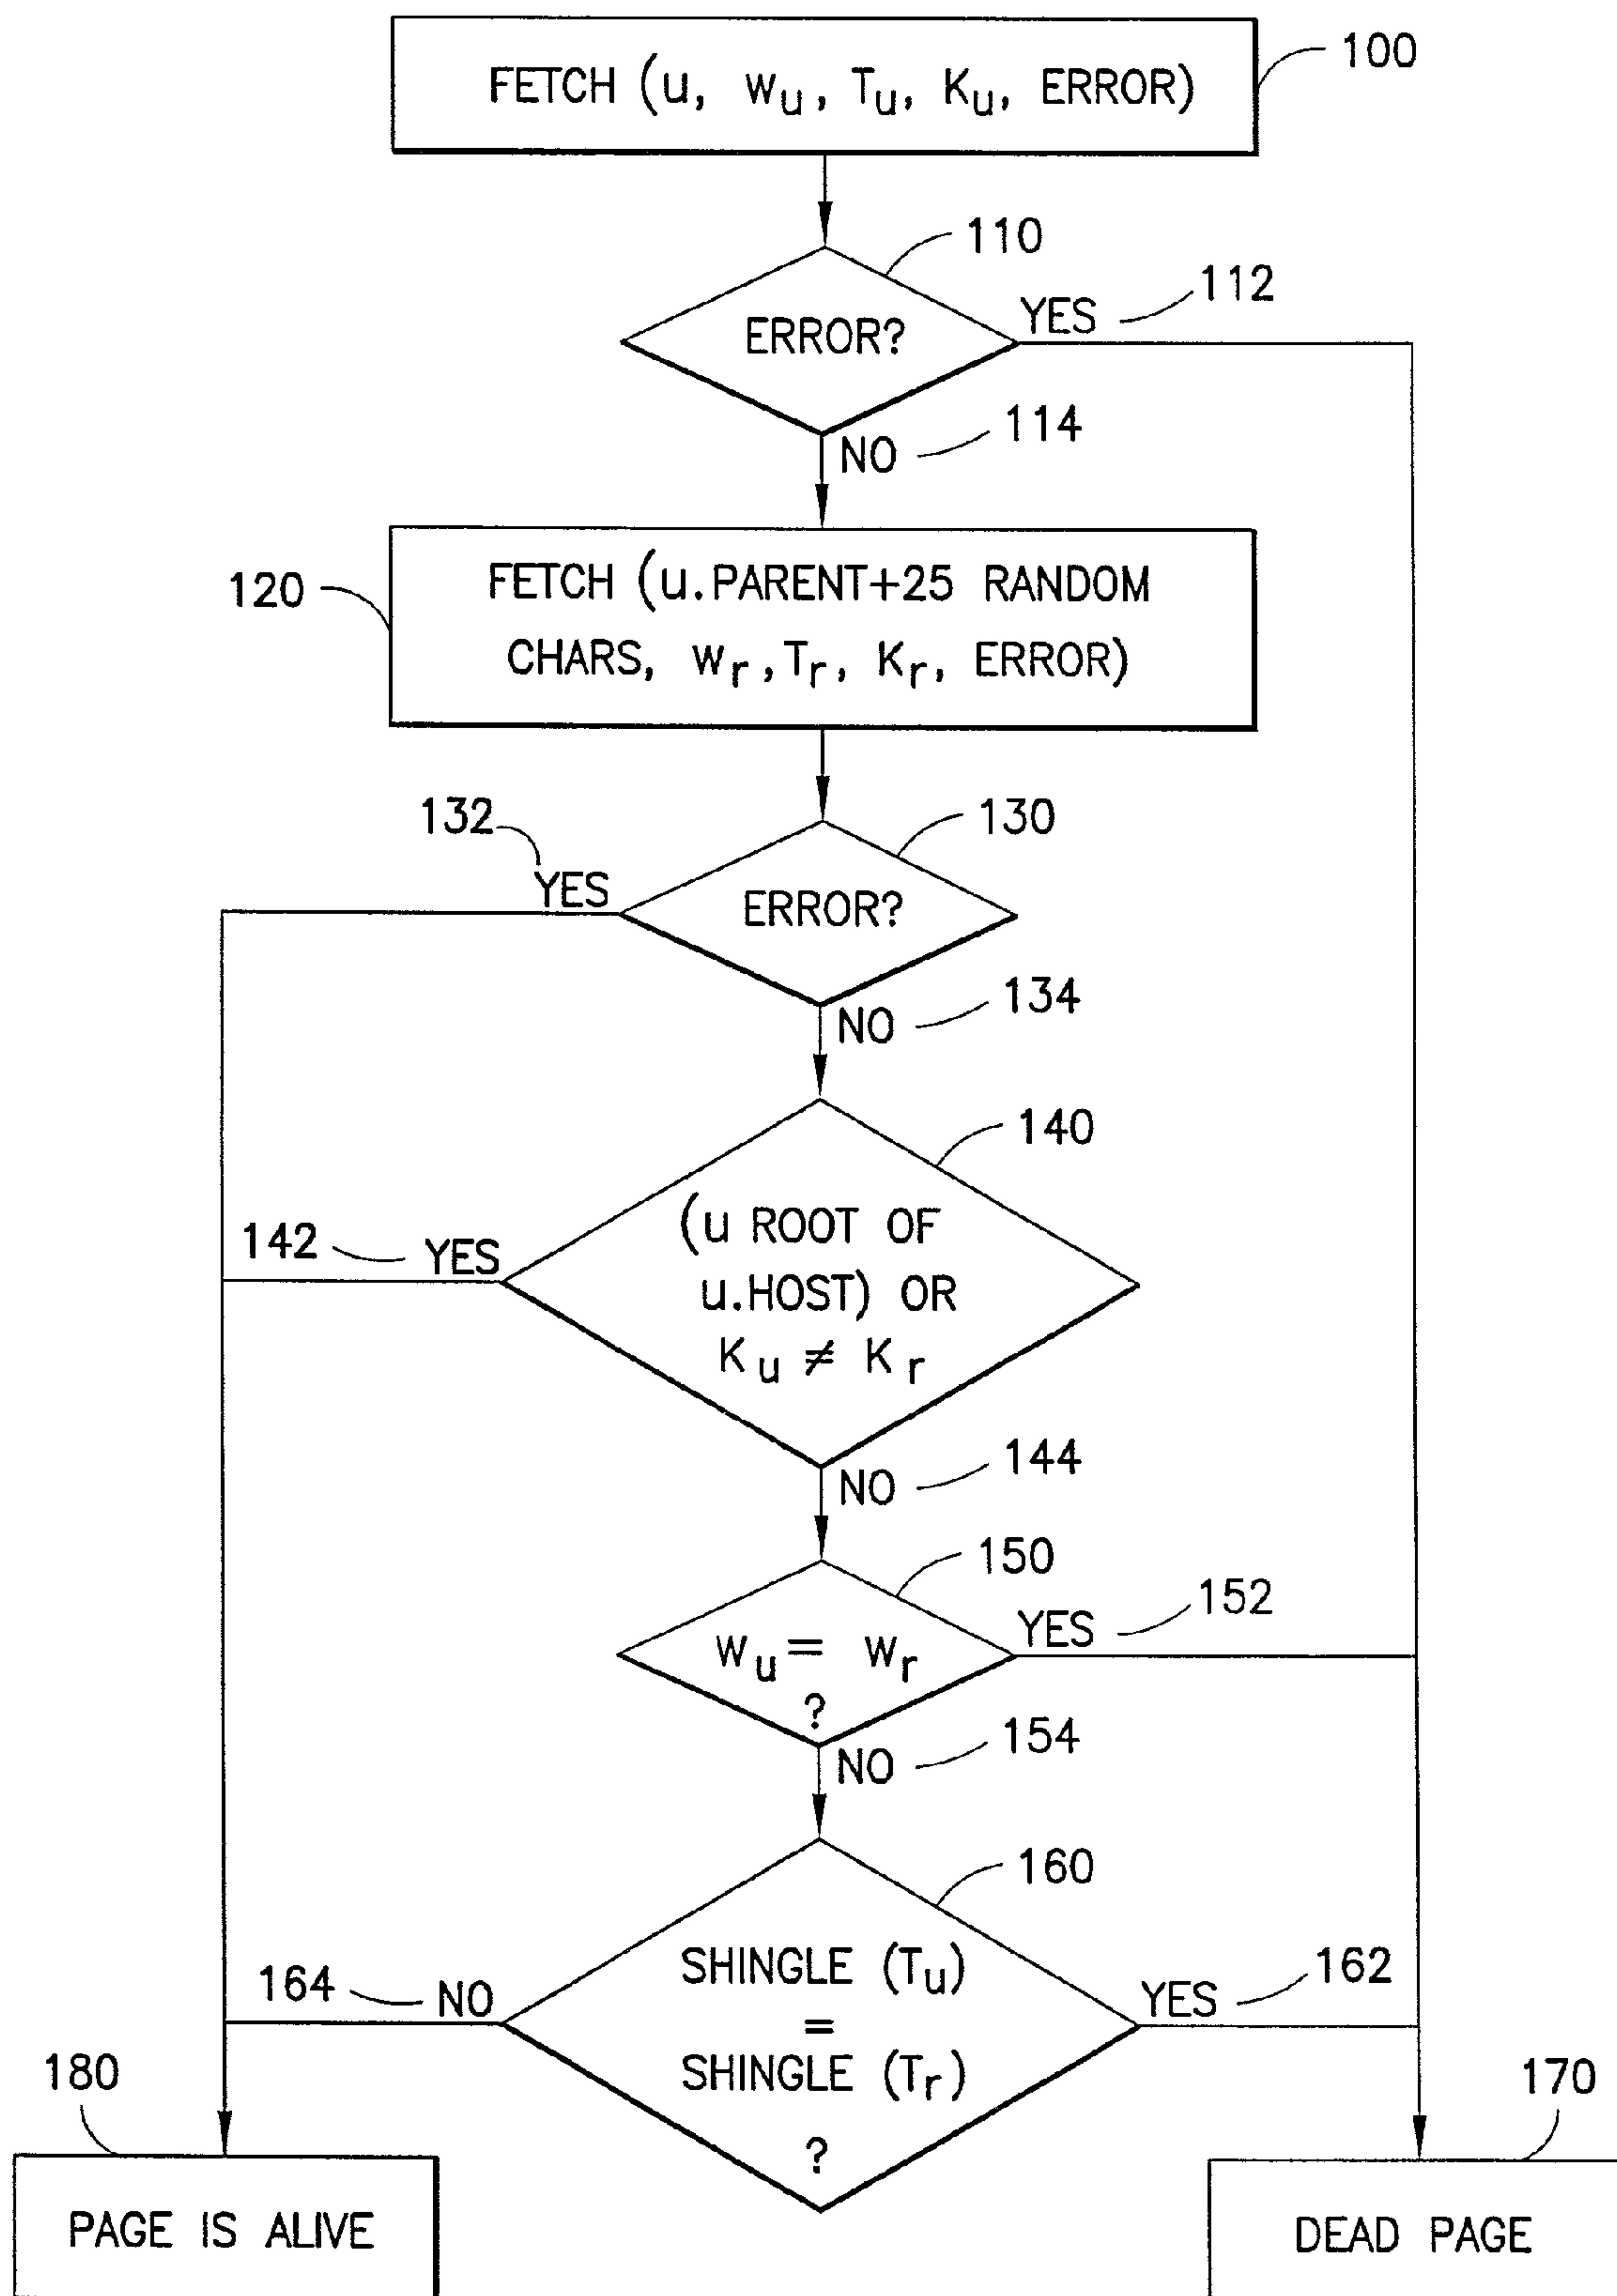 FETCH (u, wu, Tu, Ku, ERROR)
100
110
ERROR?
YES
112
NO
114
120
FETCH (u.PARENT+25 RANDOM
CHARS, wr, Tr, Kr, ERROR)
132
130
YES
ERROR?
NO
134
140
142
YES
(u ROOT OF
u.HOST) OR
Ku ≠ Kr
NO
144
150
YES
152
wu = wr
?
NO
154
160
164
NO
SHINGLE (Tu)
=
SHINGLE (Tr)
?
YES
162
180
170
PAGE IS ALIVE
DEAD PAGE